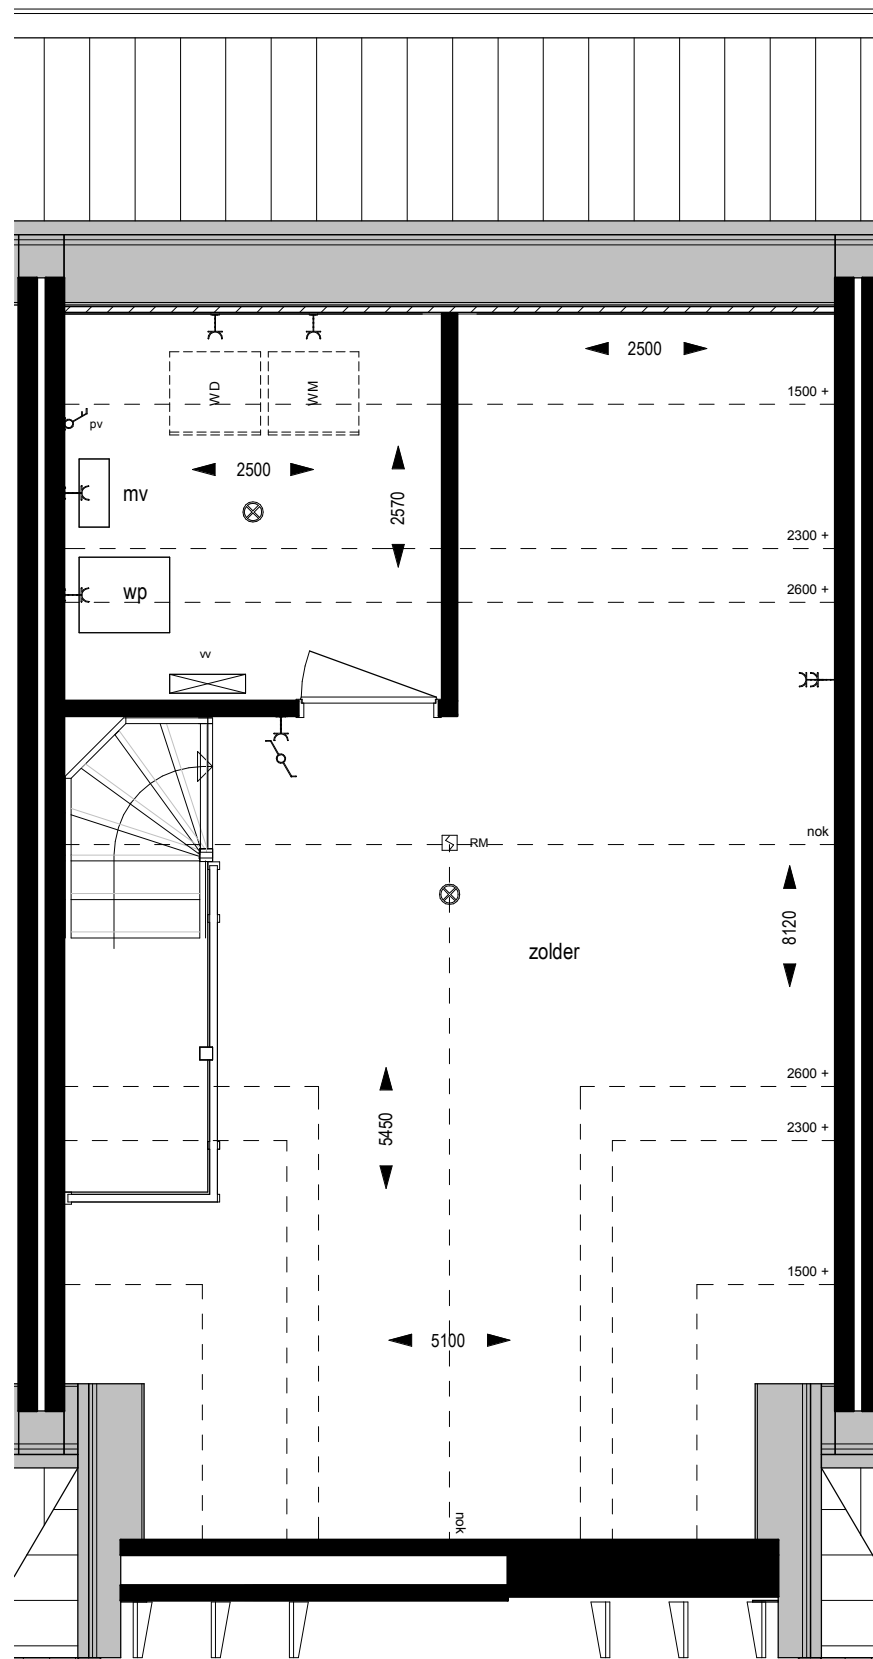 2500
1500 +
WD
WM
pv
2500
mv
2570
2300 +
wp
2600 +
vv
nok
RM
8120
zolder
2600 +
5450
2300 +
1500 +
5100
nok